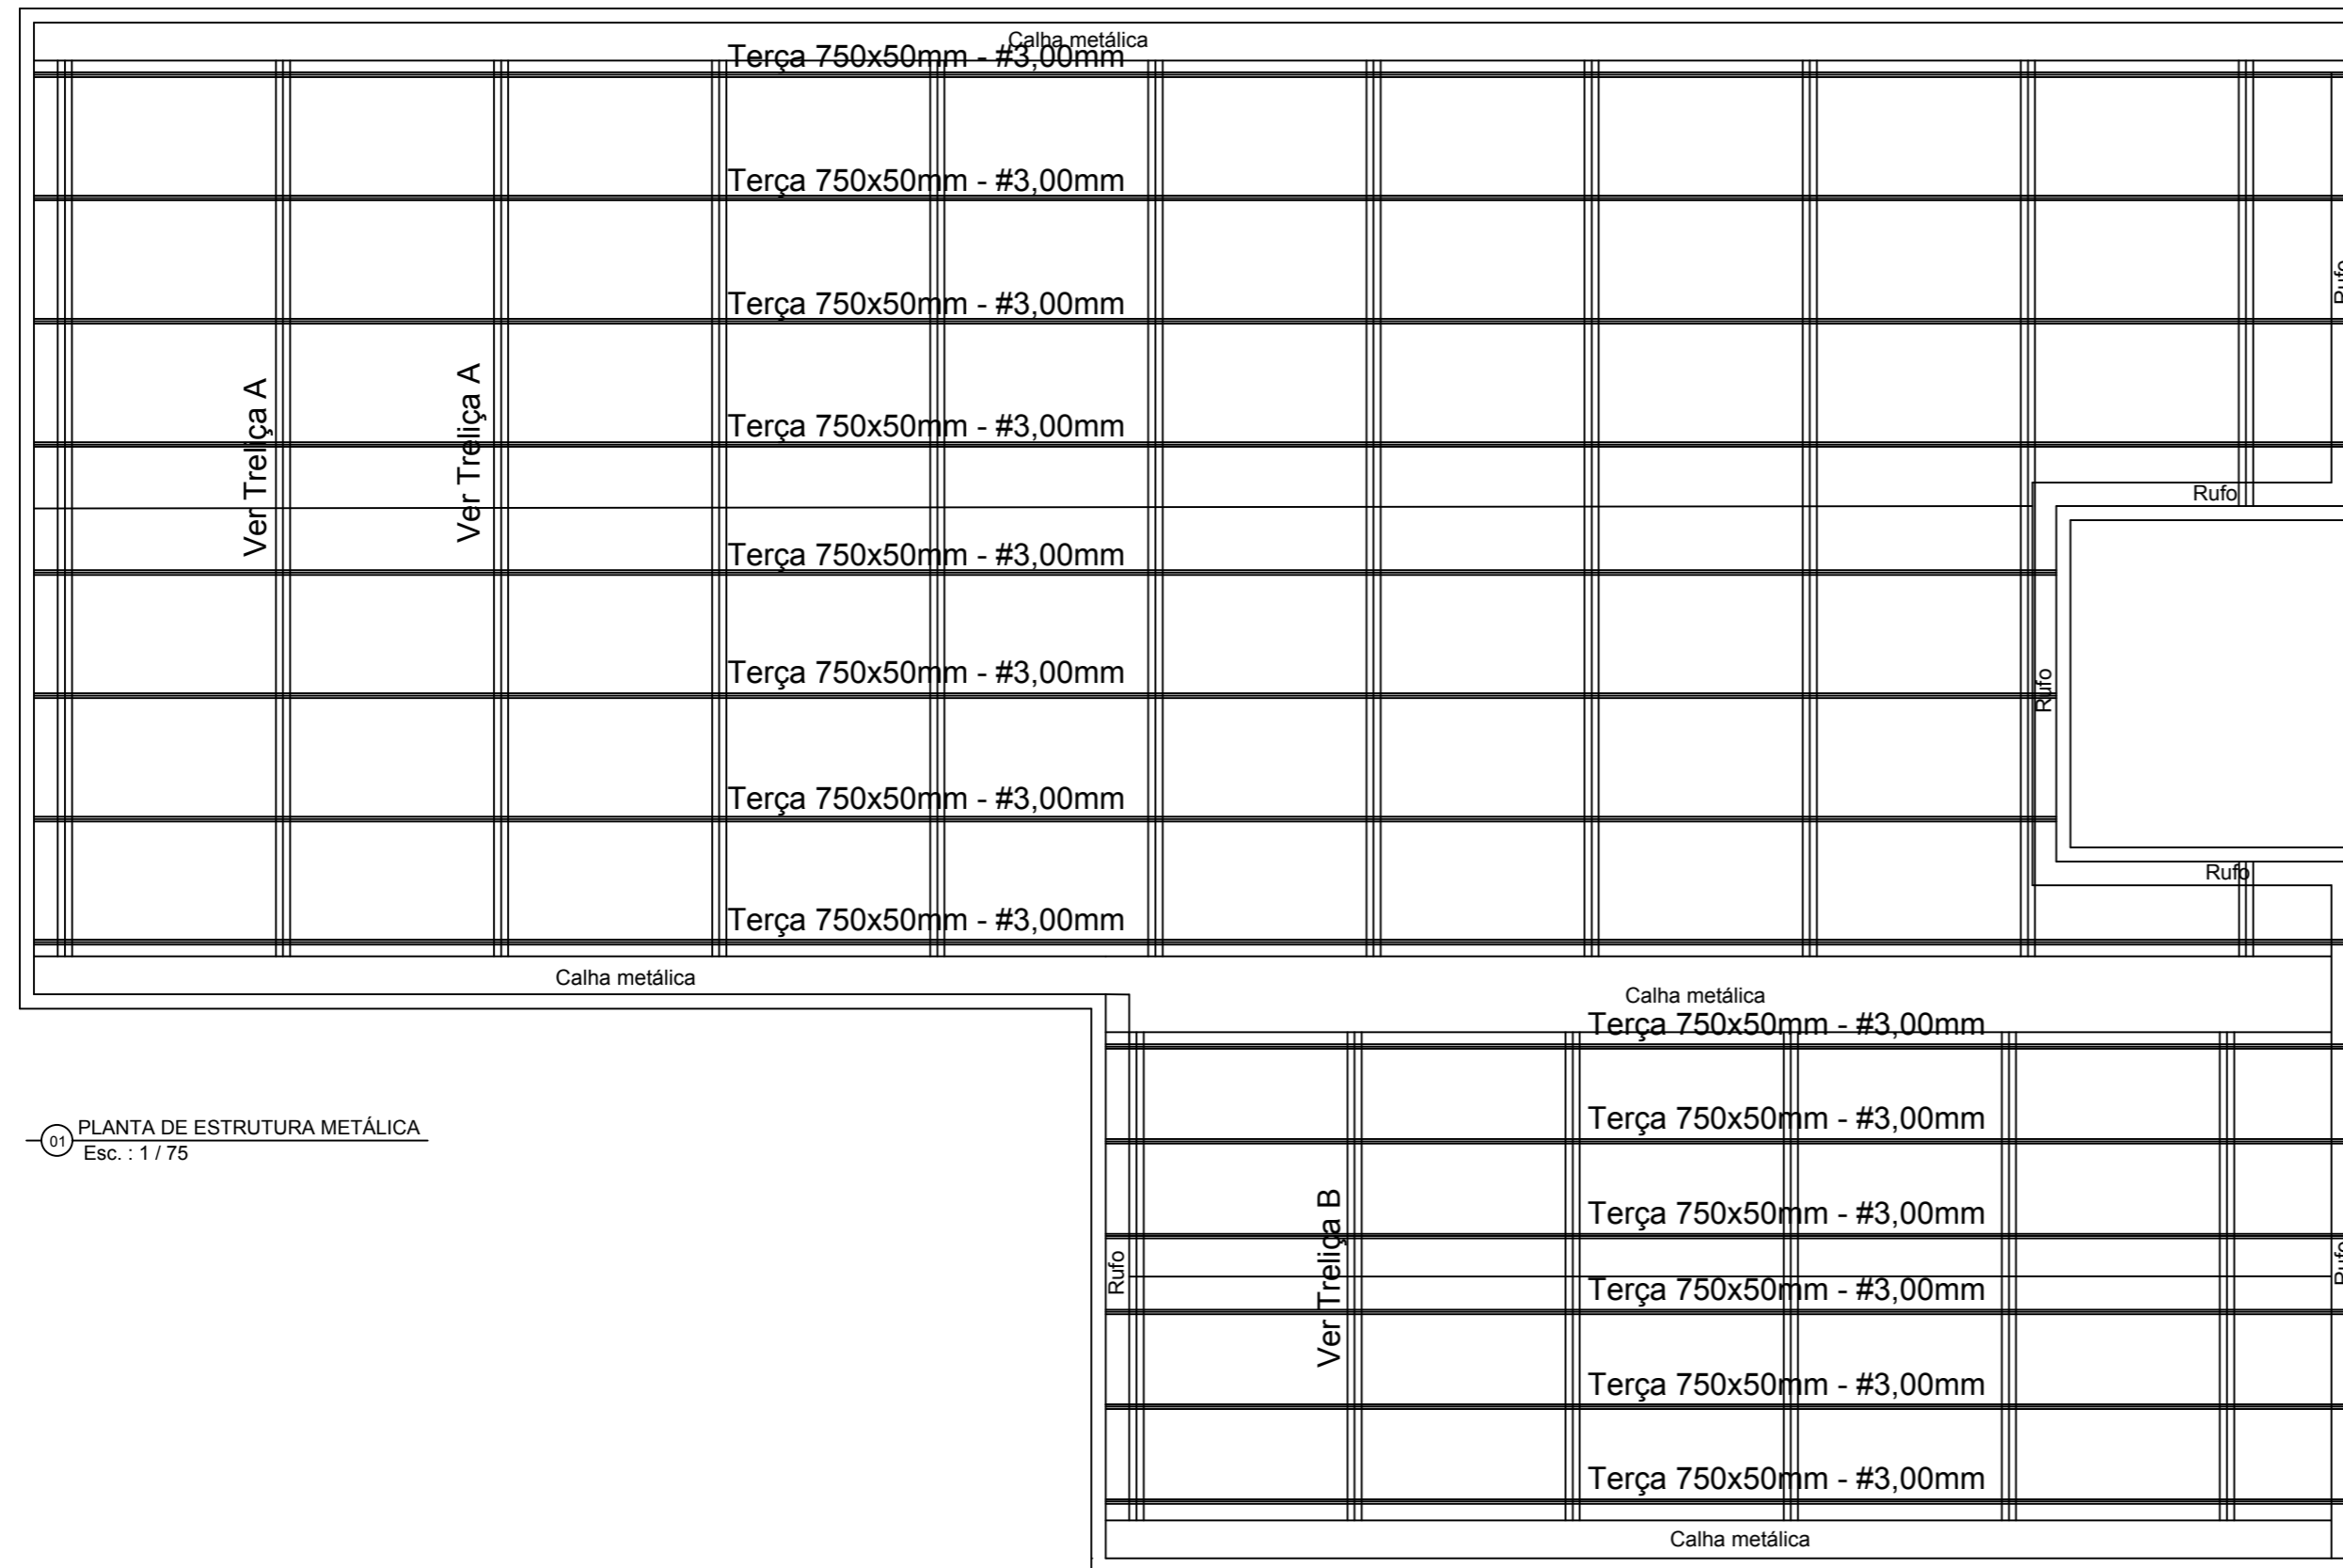 Calha metálica
Terça 750x50mm - #3,00mm
Terça 750x50mm - #3,00mm
Rufo
Terça 750x50mm - #3,00mm
Ver Treliça A
Ver Treliça A
Terça 750x50mm - #3,00mm
Rufo
Terça 750x50mm - #3,00mm
Terça 750x50mm - #3,00mm
Rufo
Terça 750x50mm - #3,00mm
Rufo
Terça 750x50mm - #3,00mm
Calha metálica
Calha metálica
Terça 750x50mm - #3,00mm
01
PLANTA DE ESTRUTURA METÁLICA
Esc. : 1 / 75
Terça 750x50mm - #3,00mm
Terça 750x50mm - #3,00mm
Ver Treliça B
Rufo
Rufo
Terça 750x50mm - #3,00mm
Terça 750x50mm - #3,00mm
Terça 750x50mm - #3,00mm
Calha metálica